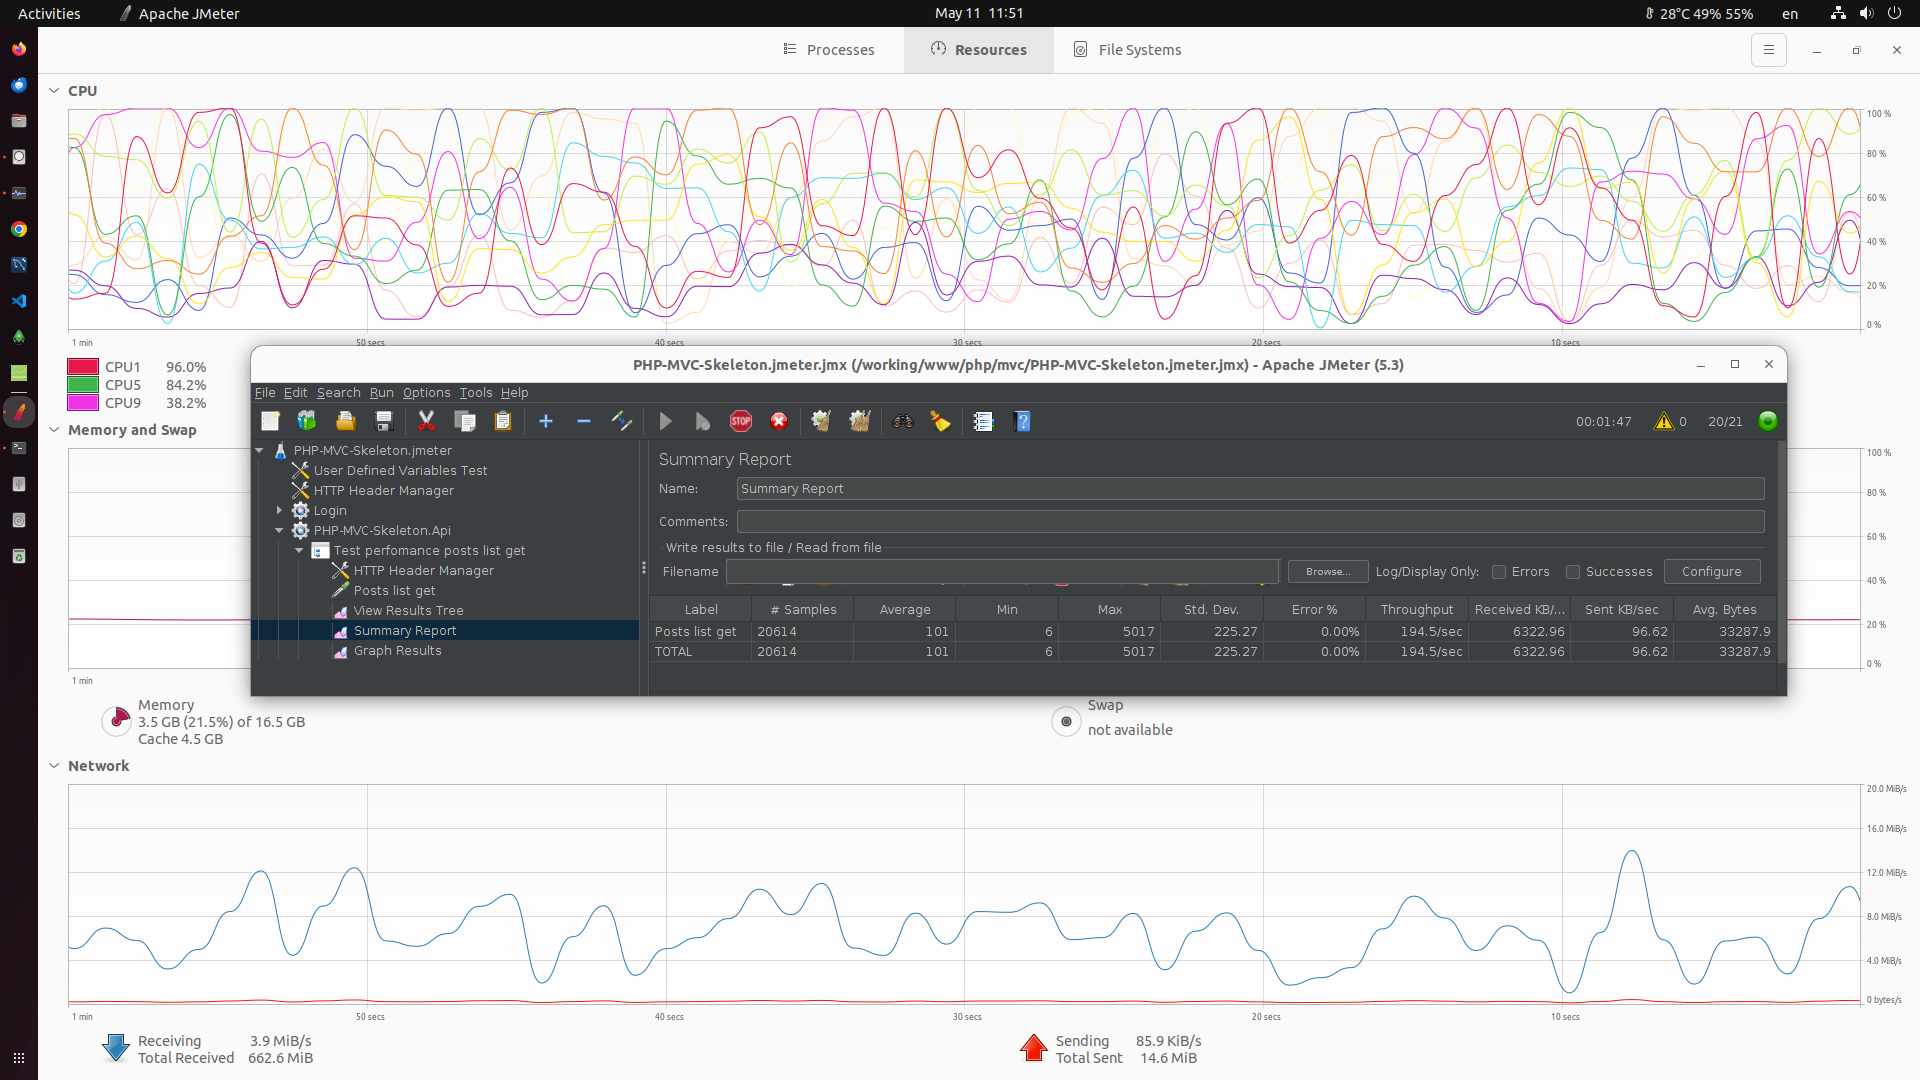 Activities Apache JMeter May 11 11:51 28°C 49% 55% en
Processes Resources File Systems
CPU
100 %
80 %
60 %
40 %
20 %
0 %
1 min 50 secs 40 secs 30 secs 20 secs 10 secs
CPU1 96.0%
CPU5 84.2%
CPU9 38.2%
PHP-MVC-Skeleton.jmeter.jmx (/working/www/php/mvc/PHP-MVC-Skeleton.jmeter.jmx) - Apache JMeter (5.3)
File Edit Search Run Options Tools Help
STOP 00:01:47 0 20/21
PHP-MVC-Skeleton.jmeter
User Defined Variables Test
HTTP Header Manager
Login
PHP-MVC-Skeleton.Api
Test perfomance posts list get
HTTP Header Manager
Posts list get
View Results Tree
Summary Report
Graph Results
Summary Report
Name: Summary Report
Comments:
Write results to file / Read from file
Filename Browse... Log/Display Only: Errors Successes Configure
Label # Samples Average Min Max Std. Dev. Error % Throughput Received KB/... Sent KB/sec Avg. Bytes
Posts list get 20614 101 6 5017 225.27 0.00% 194.5/sec 6322.96 96.62 33287.9
TOTAL 20614 101 6 5017 225.27 0.00% 194.5/sec 6322.96 96.62 33287.9
Memory and Swap
100 %
80 %
60 %
40 %
20 %
0 %
1 min
Memory
3.5 GB (21.5%) of 16.5 GB
Cache 4.5 GB
Swap
not available
Network
20.0 MiB/s
16.0 MiB/s
12.0 MiB/s
8.0 MiB/s
4.0 MiB/s
0 bytes/s
1 min 50 secs 40 secs 30 secs 20 secs 10 secs
Receiving 3.9 MiB/s
Total Received 662.6 MiB
Sending 85.9 KiB/s
Total Sent 14.6 MiB